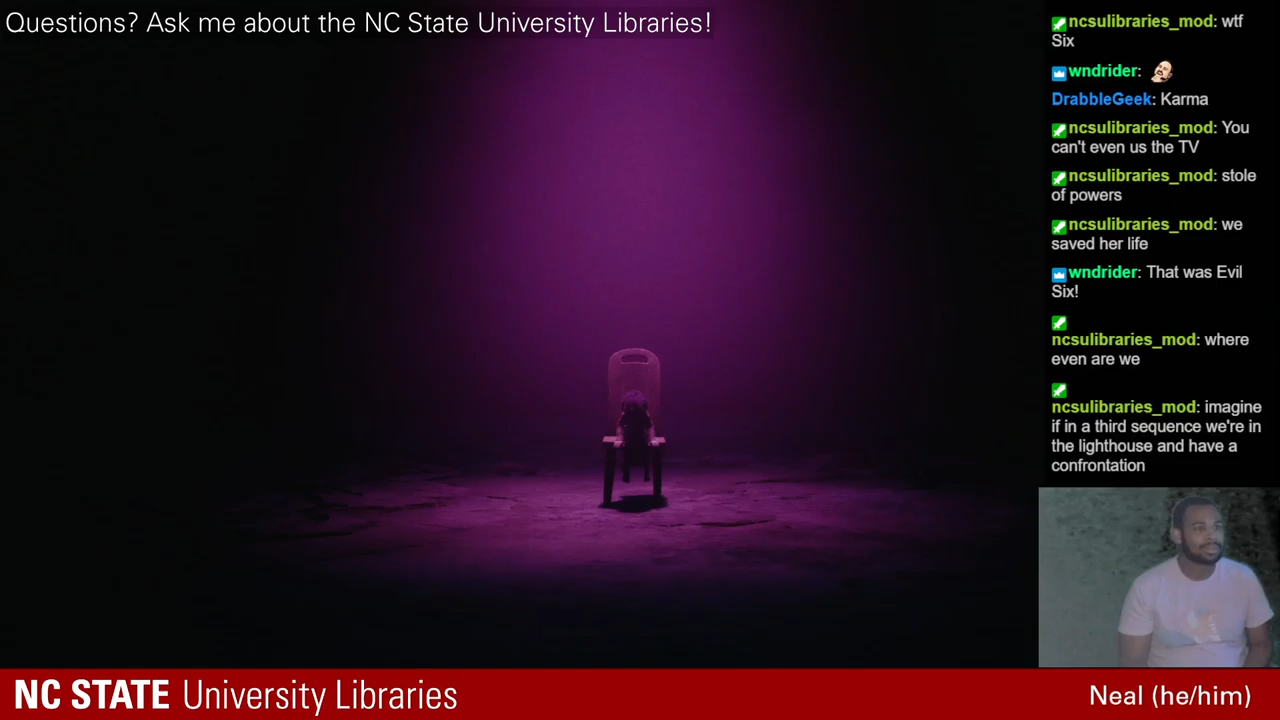 Questions? Ask me about the NC State University Libraries!
ncsulibraries_mod: wtf
Six
wndrider:
DrabbleGeek: Karma
ncsulibraries_mod: You
can't even us the TV
ncsulibraries_mod: stole
of powers
ncsulibraries_mod: we
saved her life
wndrider: That was Evil
Six!
ncsulibraries_mod: where
even are we
ncsulibraries_mod: imagine
if in a third sequence we're in
the lighthouse and have a
confrontation
NC STATE University Libraries
Neal (he/him)